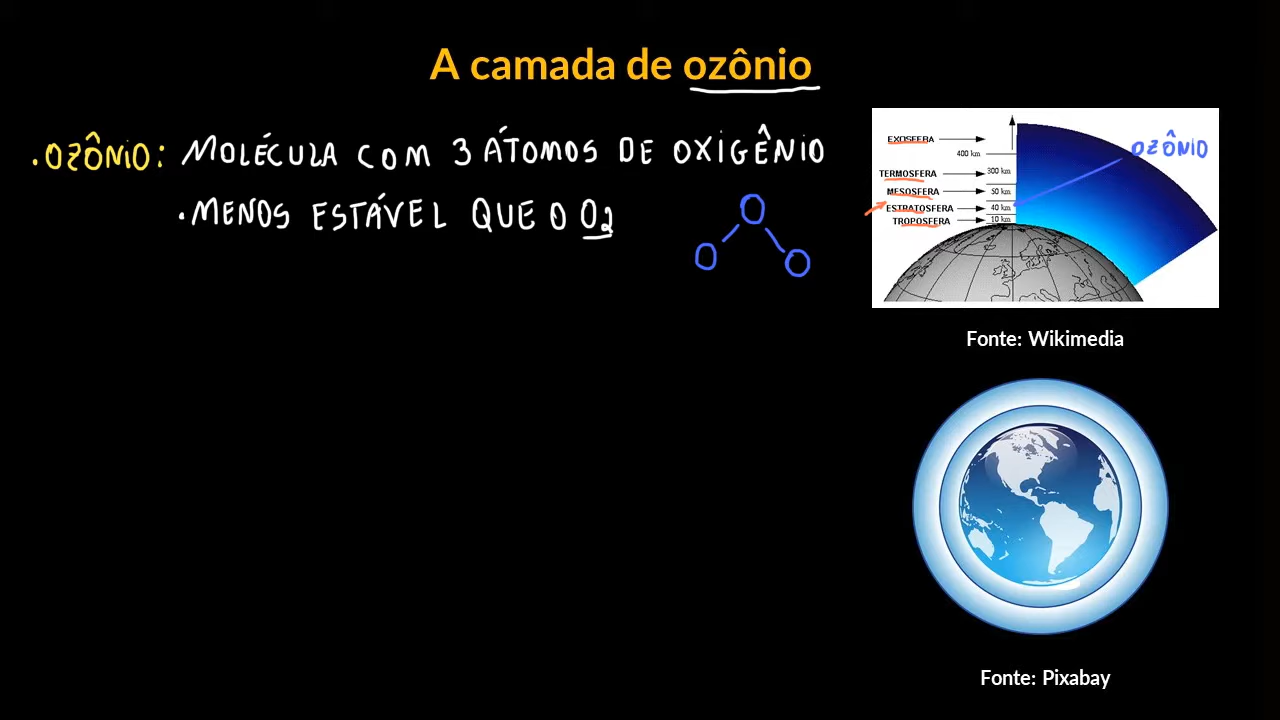 A camada de ozônio
.OZÔNIO: MOLÉCULA COM 3 ÁTOMOS DE OXIGÊNIO
.MENOS ESTÁVEL QUE O O2
O
O O
EXOSFERA
400 km
TERMOSFERA 300 km
MESOSFERA 50 km
ESTRATOSFERA 40 km
TROPOSFERA 10 km
OZÔNIO
Fonte: Wikimedia
Fonte: Pixabay